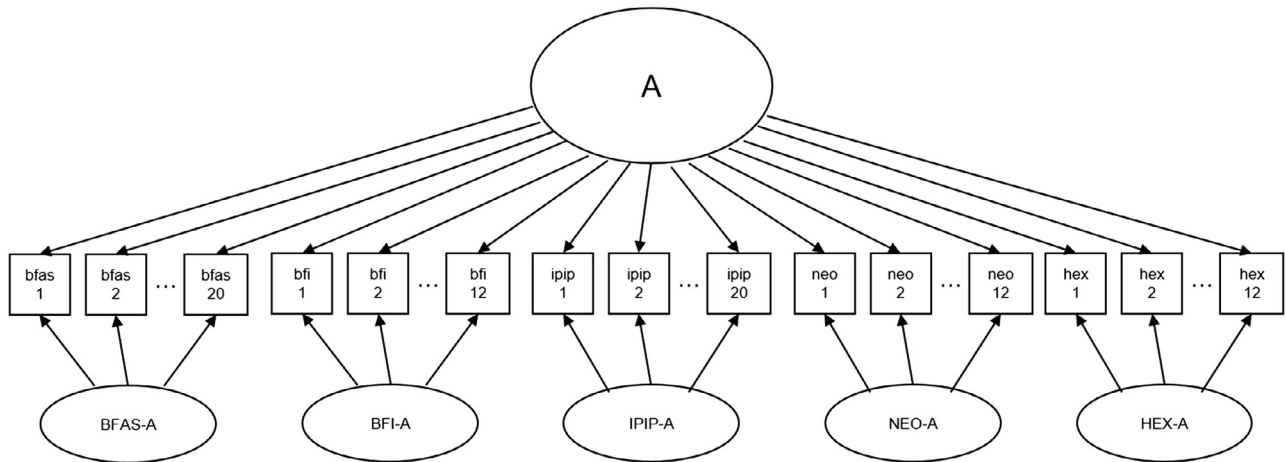 A
bfas
1
bfas
2
...
bfas
20
bfi
1
bfi
2
...
bfi
12
ipip
1
ipip
2
...
ipip
20
neo
1
neo
2
...
neo
12
hex
1
hex
2
...
hex
12
BFAS-A
BFI-A
IPIP-A
NEO-A
HEX-A